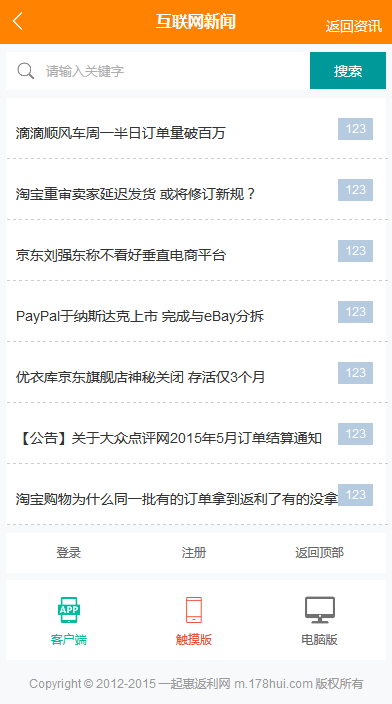 互联网新闻
返回资讯
请输入关键字
搜索
滴滴顺风车周一半日订单量破百万
123
淘宝重审卖家延迟发货 或将修订新规？
123
京东刘强东称不看好垂直电商平台
123
PayPal于纳斯达克上市 完成与eBay分拆
123
优衣库京东旗舰店神秘关闭 存活仅3个月
123
【公告】关于大众点评网2015年5月订单结算通知
123
淘宝购物为什么同一批有的订单拿到返利了有的没拿
123
登录
注册
返回顶部
APP
客户端
触摸版
电脑版
Copyright © 2012-2015 一起惠返利网 m.178hui.com 版权所有